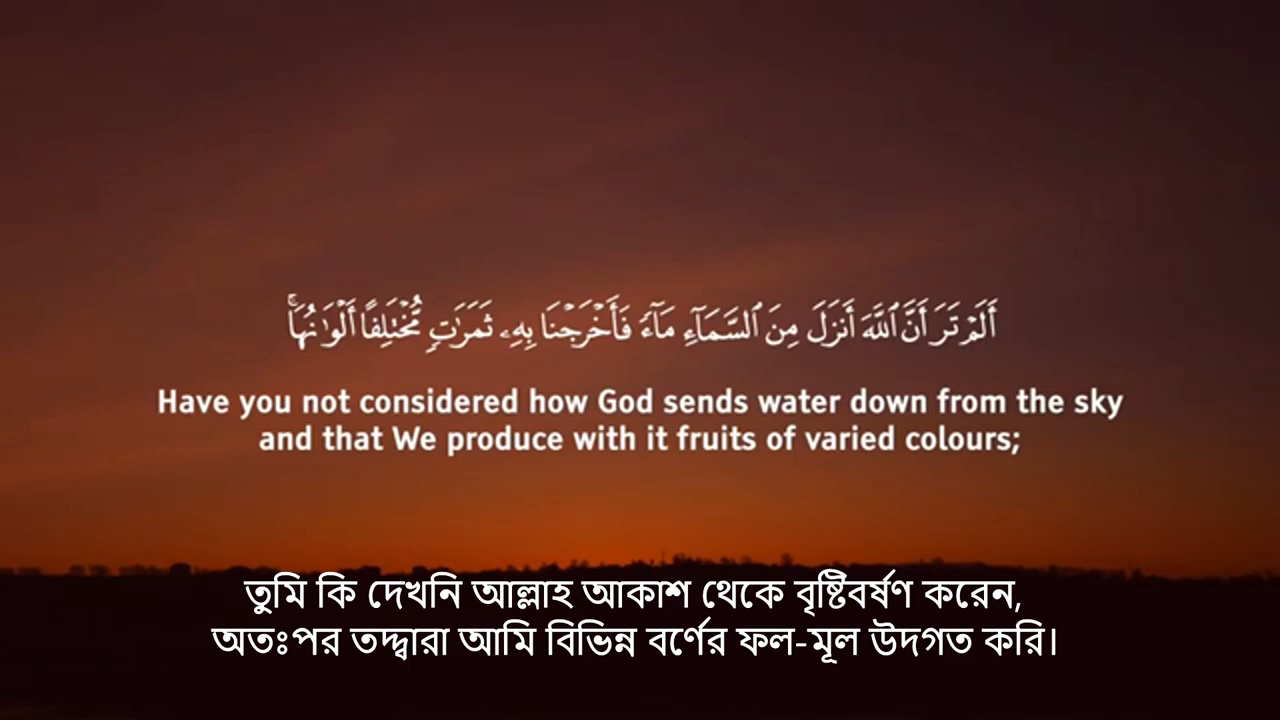 أَلَمْ تَرَ أَنَّ ٱللَّهَ أَنزَلَ مِنَ ٱلسَّمَآءِ مَآءً فَأَخْرَجْنَا بِهِۦ ثَمَرَٰتٍ مُّخْتَلِفًا أَلْوَٰنُهَا ۚ
Have you not considered how God sends water down from the sky
and that We produce with it fruits of varied colours;
তুমি কি দেখনি আল্লাহ আকাশ থেকে বৃষ্টিবর্ষণ করেন,
অতঃপর তদ্দ্বারা আমি বিভিন্ন বর্ণের ফল-মূল উদগত করি।